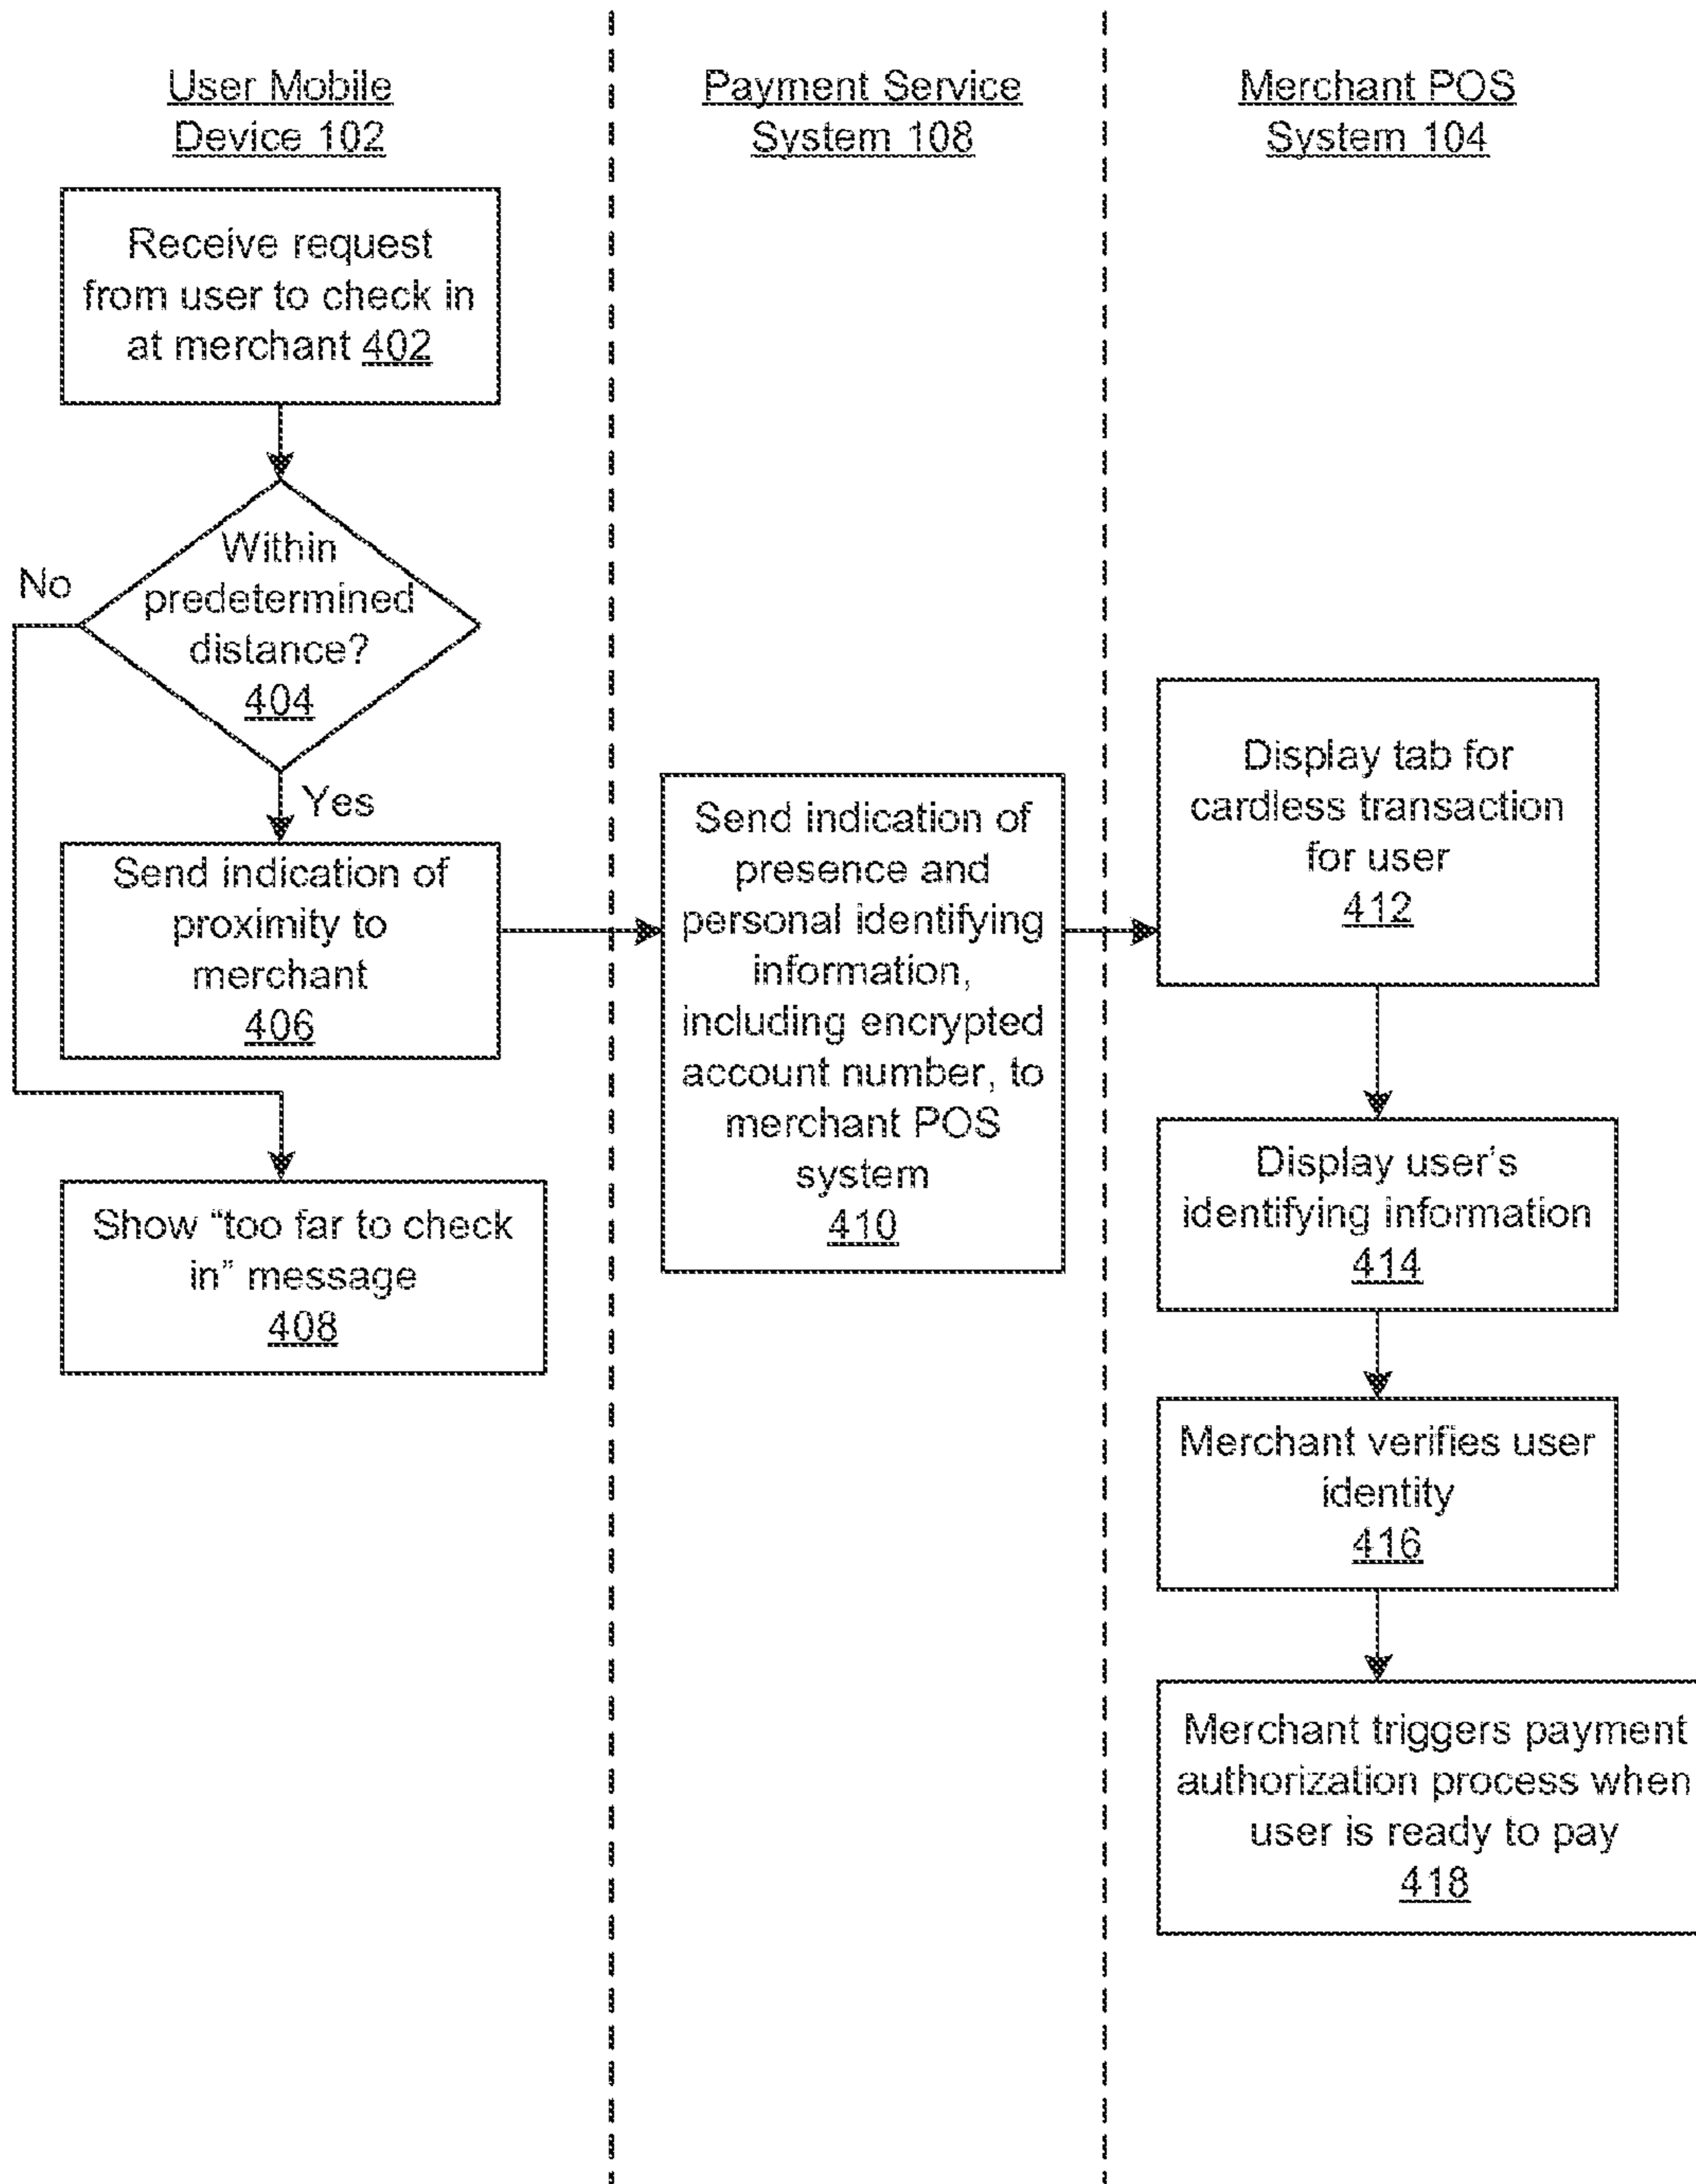 User Mobile
Device 102
Payment Service
System 108
Merchant POS
System 104
Receive request
from user to check in
at merchant 402
Within
predetermined
distance?
404
No
Yes
Send indication of
proximity to
merchant
406
Show “too far to check
in” message
408
Send indication of
presence and
personal identifying
information,
including encrypted
account number, to
merchant POS
system
410
Display tab for
cardless transaction
for user
412
Display user’s
identifying information
414
Merchant verifies user
identity
416
Merchant triggers payment
authorization process when
user is ready to pay
418